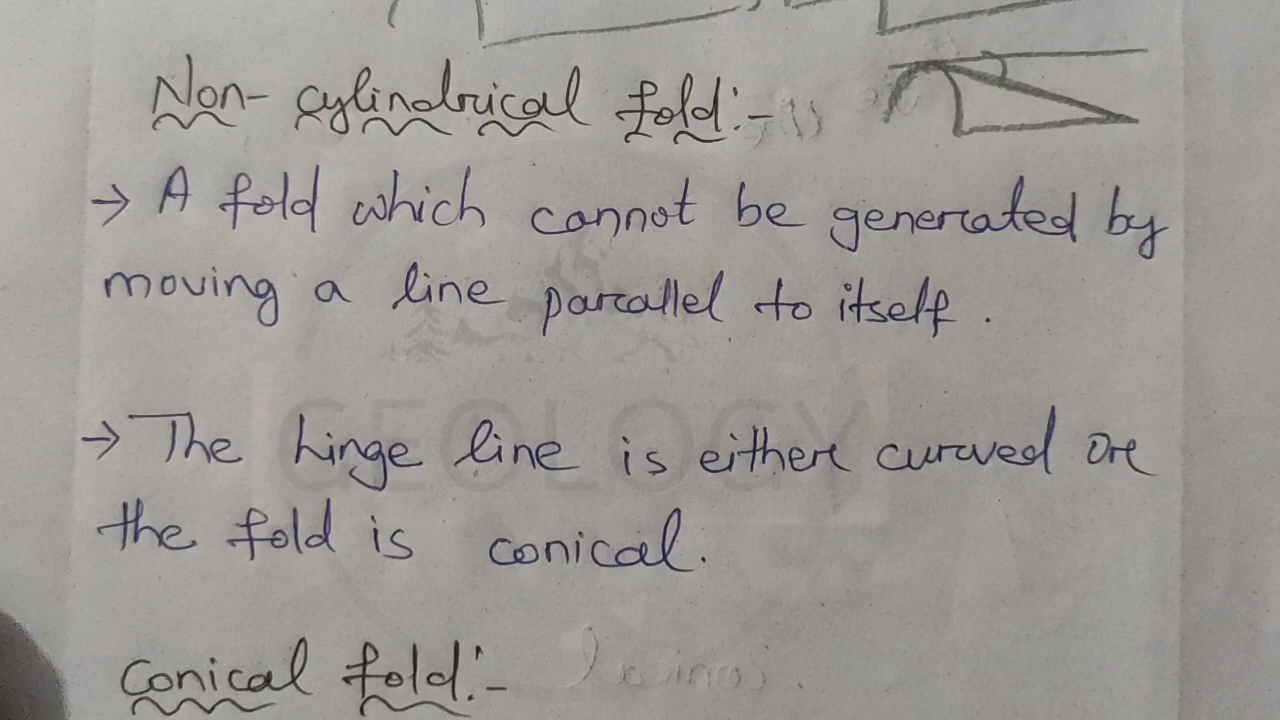 Non-cylindrical fold:-
→ A fold which cannot be generated by
moving a line parallel to itself.
→ The hinge line is either curved or
the fold is conical.
GEOLOGY
Conical fold:-